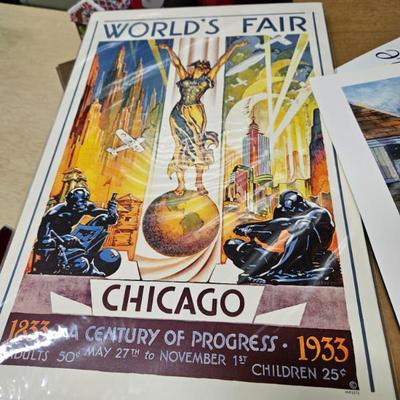 WORLD'S FAIR
CHICAGO
1833 - A CENTURY OF PROGRESS · 1933
ADULTS 50¢ MAY 27TH to NOVEMBER 1ST
CHILDREN 25¢
©